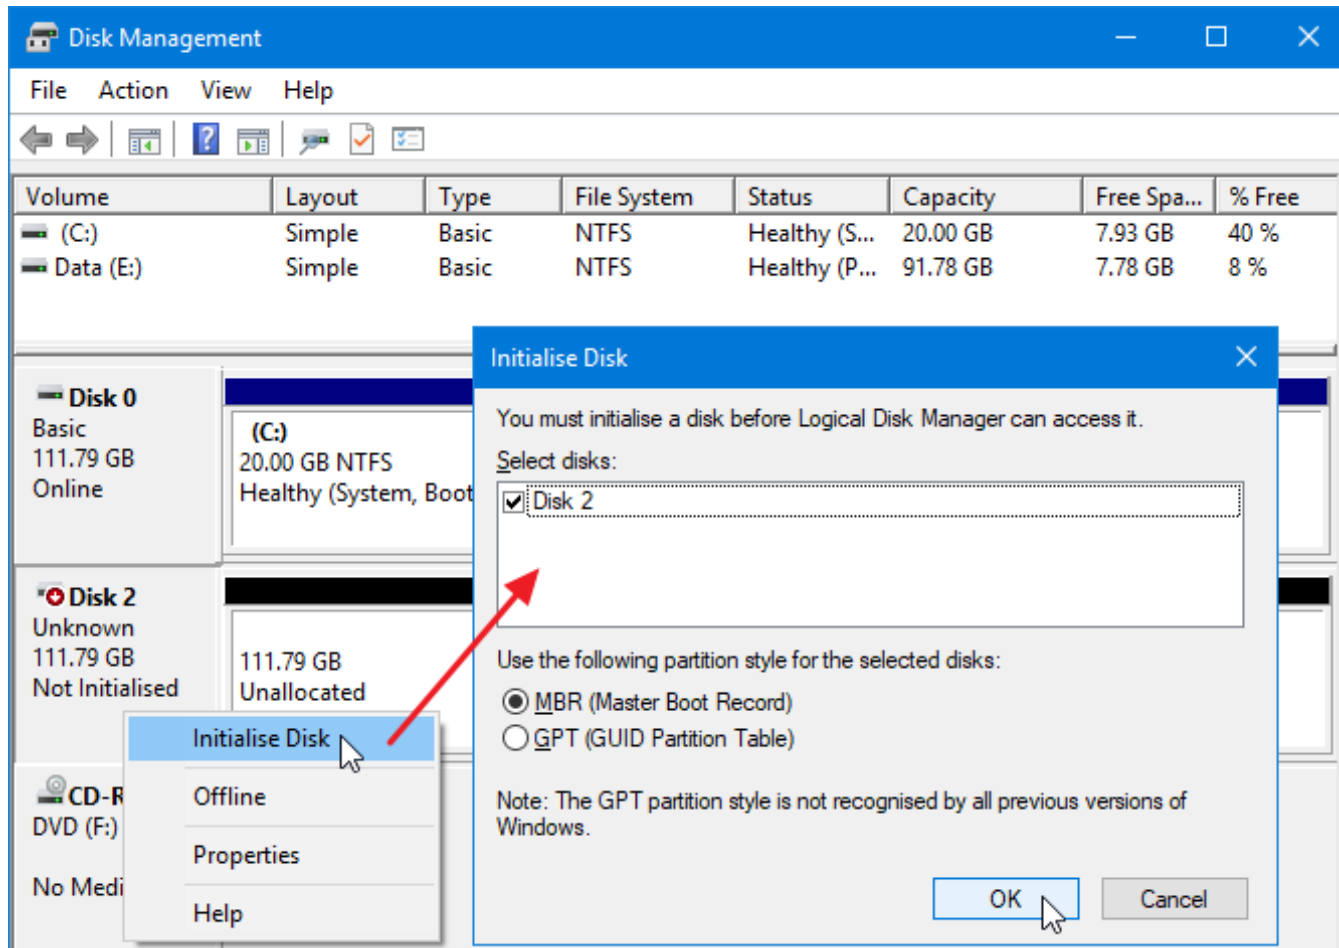 Disk Management
File Action View Help
Volume Layout Type File System Status Capacity Free Spa... % Free
(C:) Simple Basic NTFS Healthy (S... 20.00 GB 7.93 GB 40 %
Data (E:) Simple Basic NTFS Healthy (P... 91.78 GB 7.78 GB 8 %
Disk 0
Basic
111.79 GB
Online
(C:)
20.00 GB NTFS
Healthy (System, Boot
Disk 2
Unknown
111.79 GB
Not Initialised
111.79 GB
Unallocated
Initialise Disk
Offline
Properties
Help
CD-R
DVD (F:)
No Medi
Initialise Disk
You must initialise a disk before Logical Disk Manager can access it.
Select disks:
Disk 2
Use the following partition style for the selected disks:
MBR (Master Boot Record)
GPT (GUID Partition Table)
Note: The GPT partition style is not recognised by all previous versions of
Windows.
OK Cancel